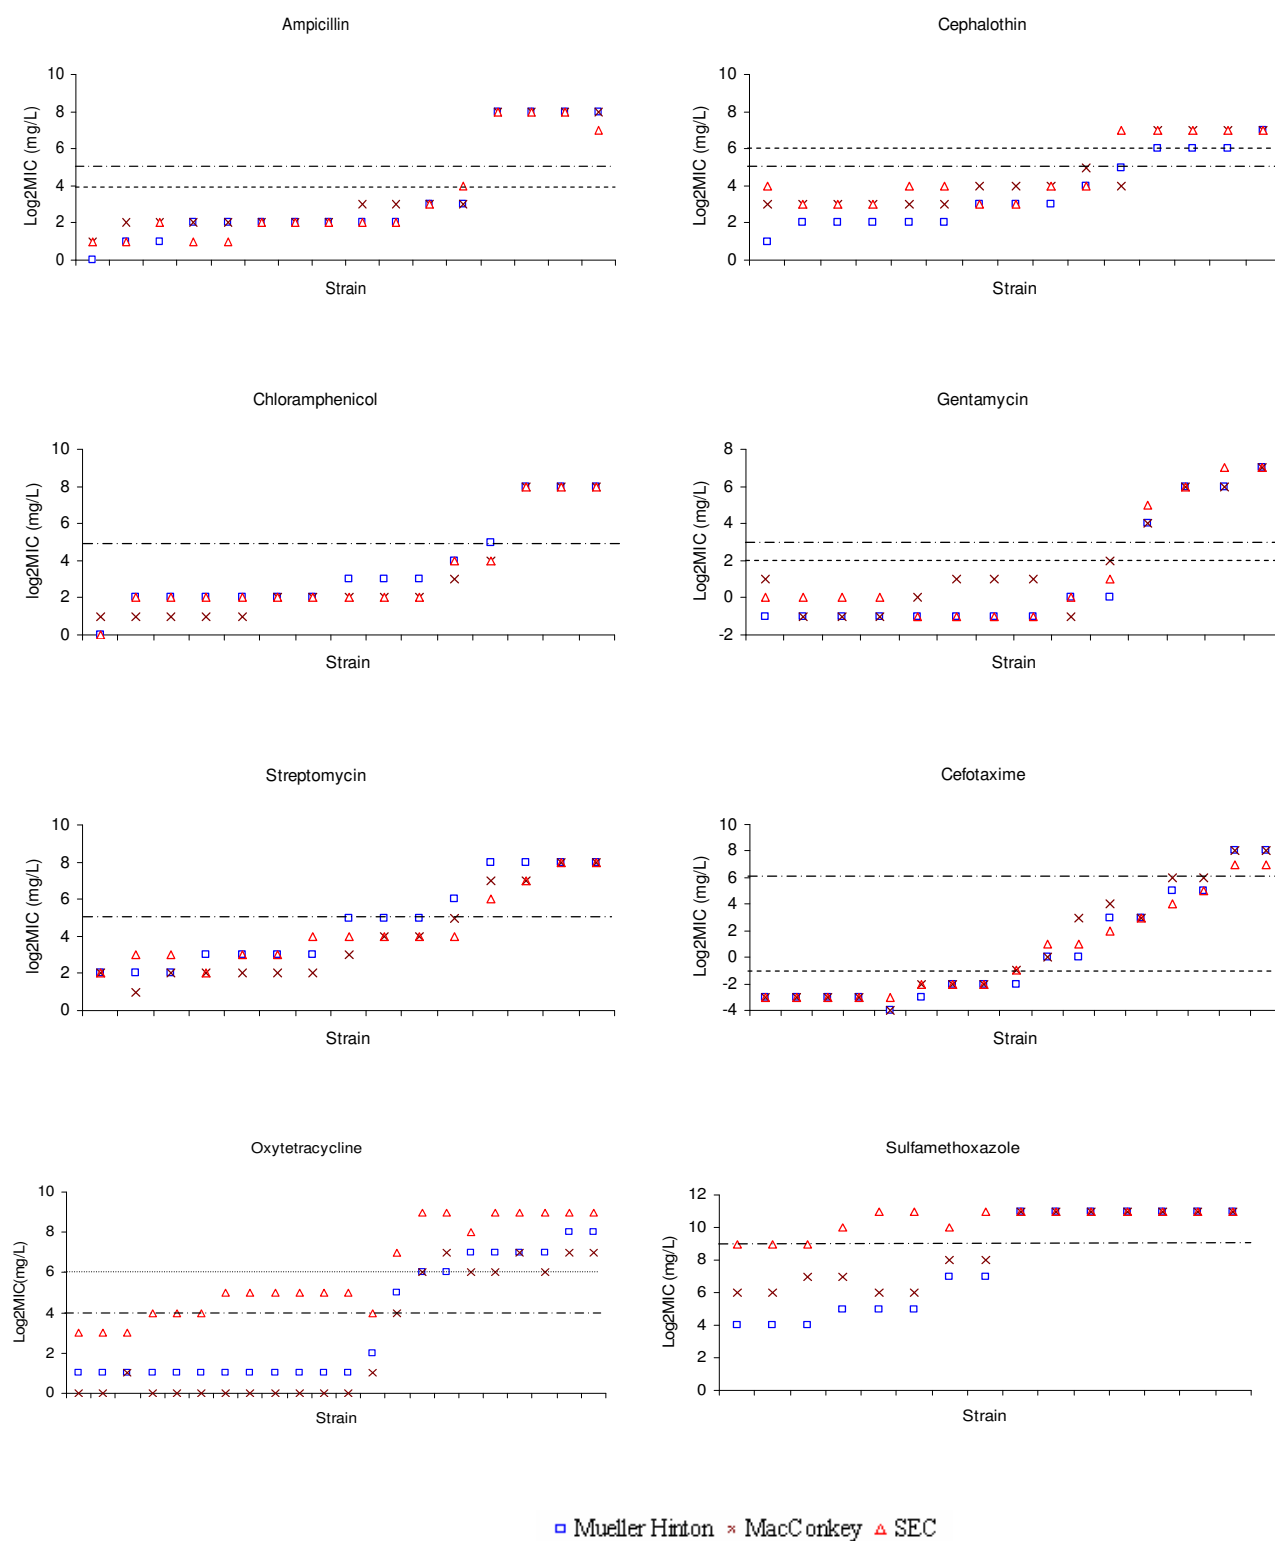 Ampicillin
Log2MIC (mg/L)
10
8
6
4
2
0
Strain
Cephalothin
Log2MIC (mg/L)
10
8
6
4
2
0
Strain
Chloramphenicol
log2MIC (mg/L)
10
8
6
4
2
0
Strain
Gentamycin
Log2MIC (mg/L)
8
6
4
2
0
-2
Strain
Streptomycin
log2MIC (mg/L)
10
8
6
4
2
0
Strain
Cefotaxime
Log2MIC (mg/L)
10
8
6
4
2
0
-2
-4
Strain
Oxytetracycline
Log2MIC(mg/L)
10
8
6
4
2
0
Strain
Sulfamethoxazole
Log2MIC (mg/L)
12
10
8
6
4
2
0
Strain
Mueller Hinton MacConkey SEC